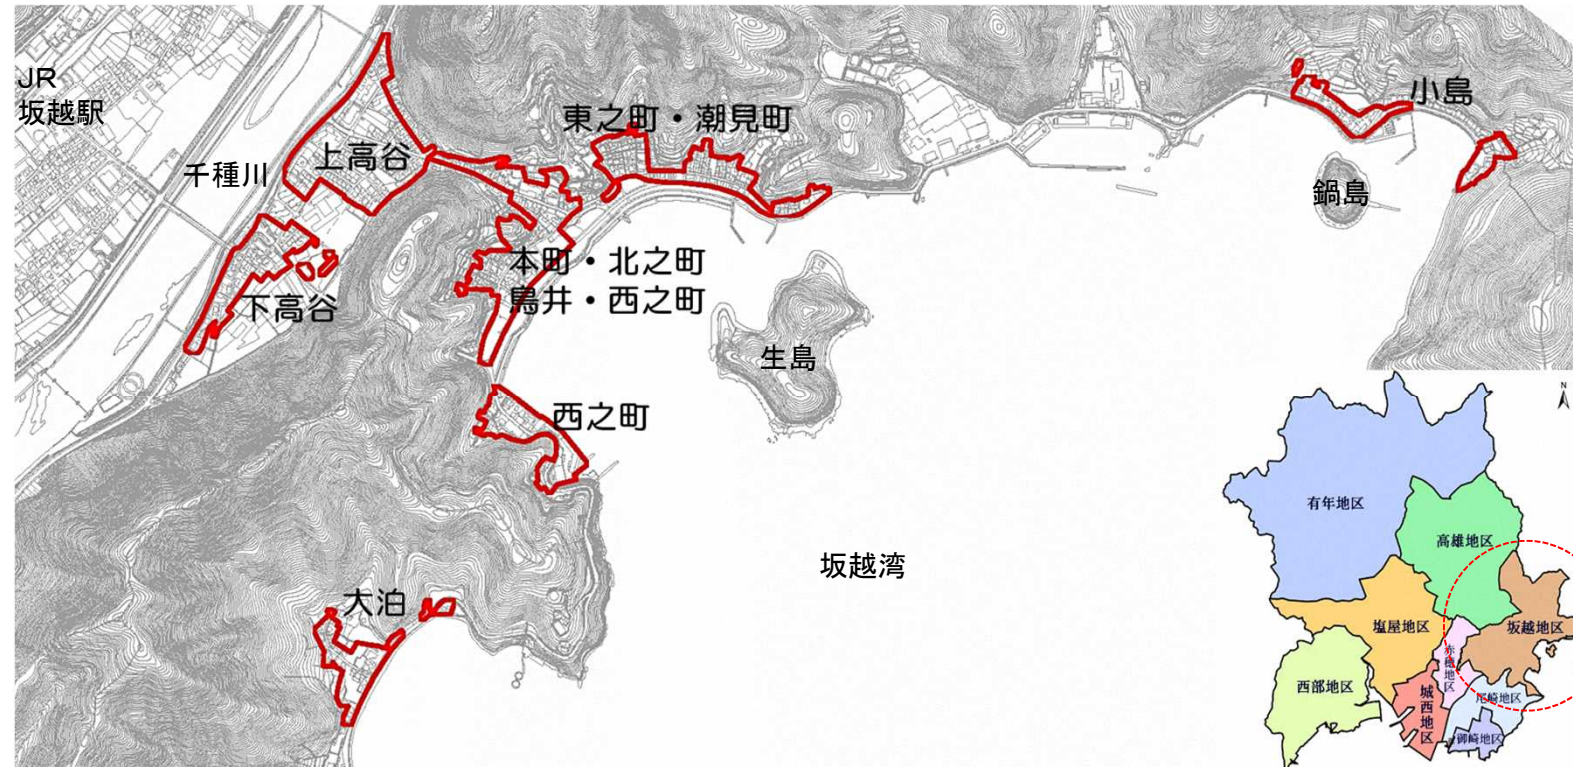 JR
坂越駅
千種川
上高谷
下高谷
東之町・潮見町
本町・北之町
鳥井・西之町
西之町
大泊
生島
坂越湾
鍋島
小島
N
有年地区
高雄地区
塩屋地区
坂越地区
赤穂地区
西部地区
城西地区
尾崎地区
御崎地区